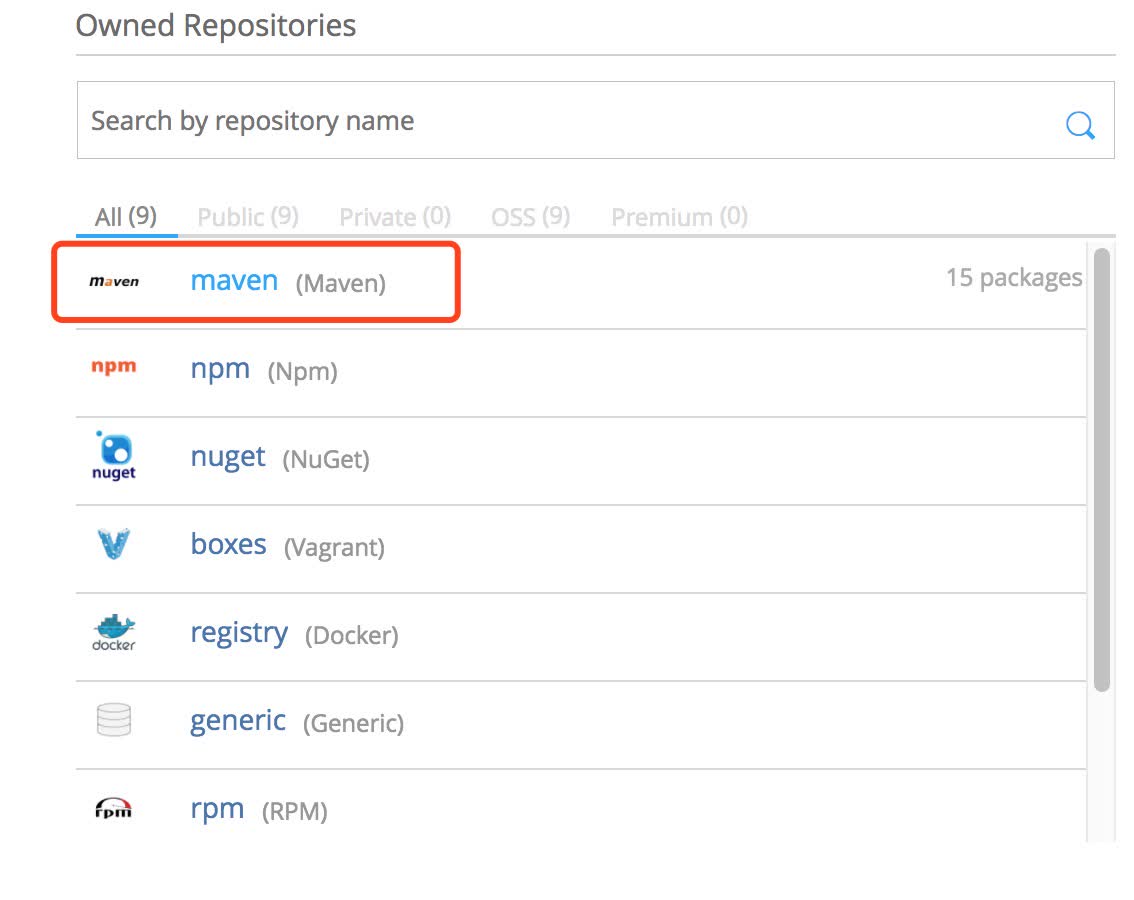 Owned Repositories
Search by repository name
All (9) Public (9) Private (0) OSS (9) Premium (0)
maven maven (Maven) 15 packages
npm npm (Npm)
nuget nuget (NuGet)
boxes (Vagrant)
docker registry (Docker)
generic (Generic)
rpm rpm (RPM)